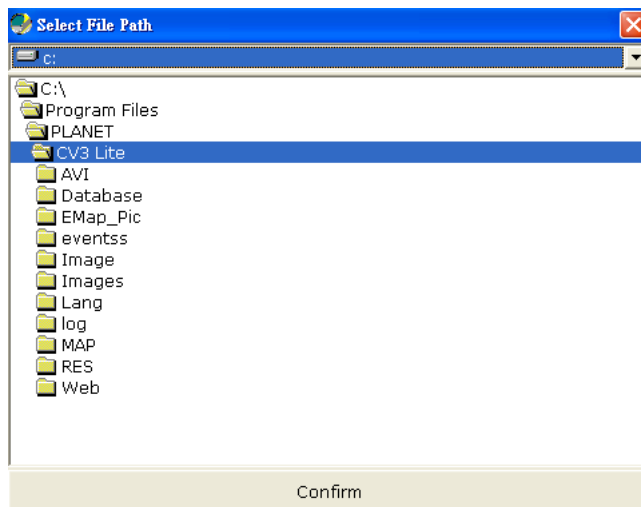 Select File Path
c:
C:\
Program Files
PLANET
CV3 Lite
AVI
Database
EMap_Pic
eventss
Image
Images
Lang
log
MAP
RES
Web
Confirm